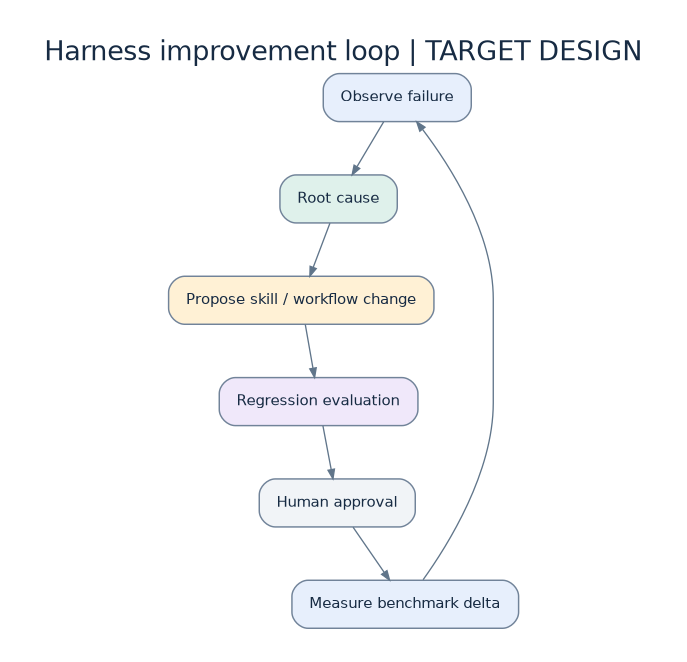 Harness improvement loop | TARGET DESIGN
Observe failure
Root cause
Propose skill / workflow change
Regression evaluation
Human approval
Measure benchmark delta